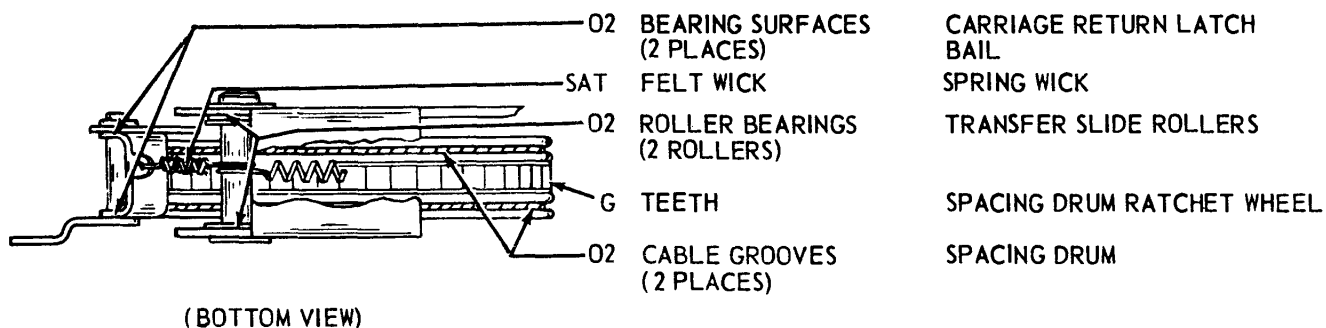 O2 BEARING SURFACES CARRIAGE RETURN LATCH
(2 PLACES) BAIL
SAT FELT WICK SPRING WICK
O2 ROLLER BEARINGS TRANSFER SLIDE ROLLERS
(2 ROLLERS)
G TEETH SPACING DRUM RATCHET WHEEL
O2 CABLE GROOVES SPACING DRUM
(2 PLACES)
(BOTTOM VIEW)